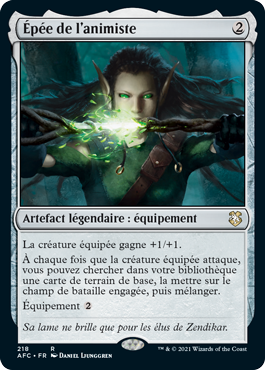 Épée de l'animiste 2
Artefact légendaire : équipement
La créature équipée gagne +1/+1.
À chaque fois que la créature équipée attaque,
vous pouvez chercher dans votre bibliothèque
une carte de terrain de base, la mettre sur le
champ de bataille engagée, puis mélanger.
Équipement 2
Sa lame ne brille que pour les élus de Zendikar.
218 R
AFC • FR Daniel Ljunggren
™ & © 2021 Wizards of the Coast